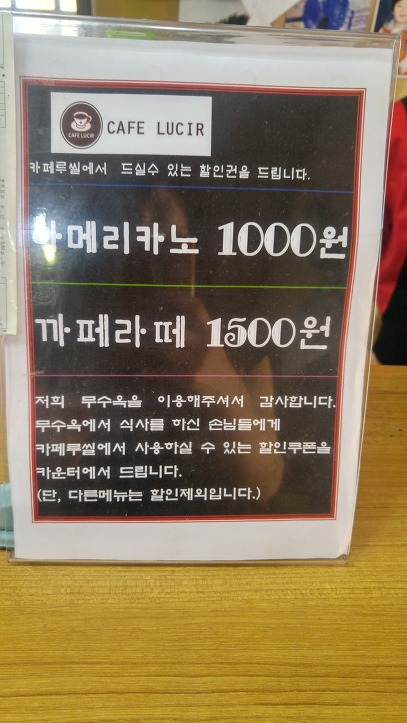 CAFE LUCIR
CAFE LUCIR
카페루씰에서 드실수 있는 할인권을 드립니다.
아메리카노 1000원
까페라떼 1500원
저희 무수옥을 이용해주셔서 감사합니다.
무수옥에서 식사를 하신 손님들에게
카페루씰에서 사용하실 수 있는 할인쿠폰을
카운터에서 드립니다.
(단, 다른메뉴는 할인제외입니다.)